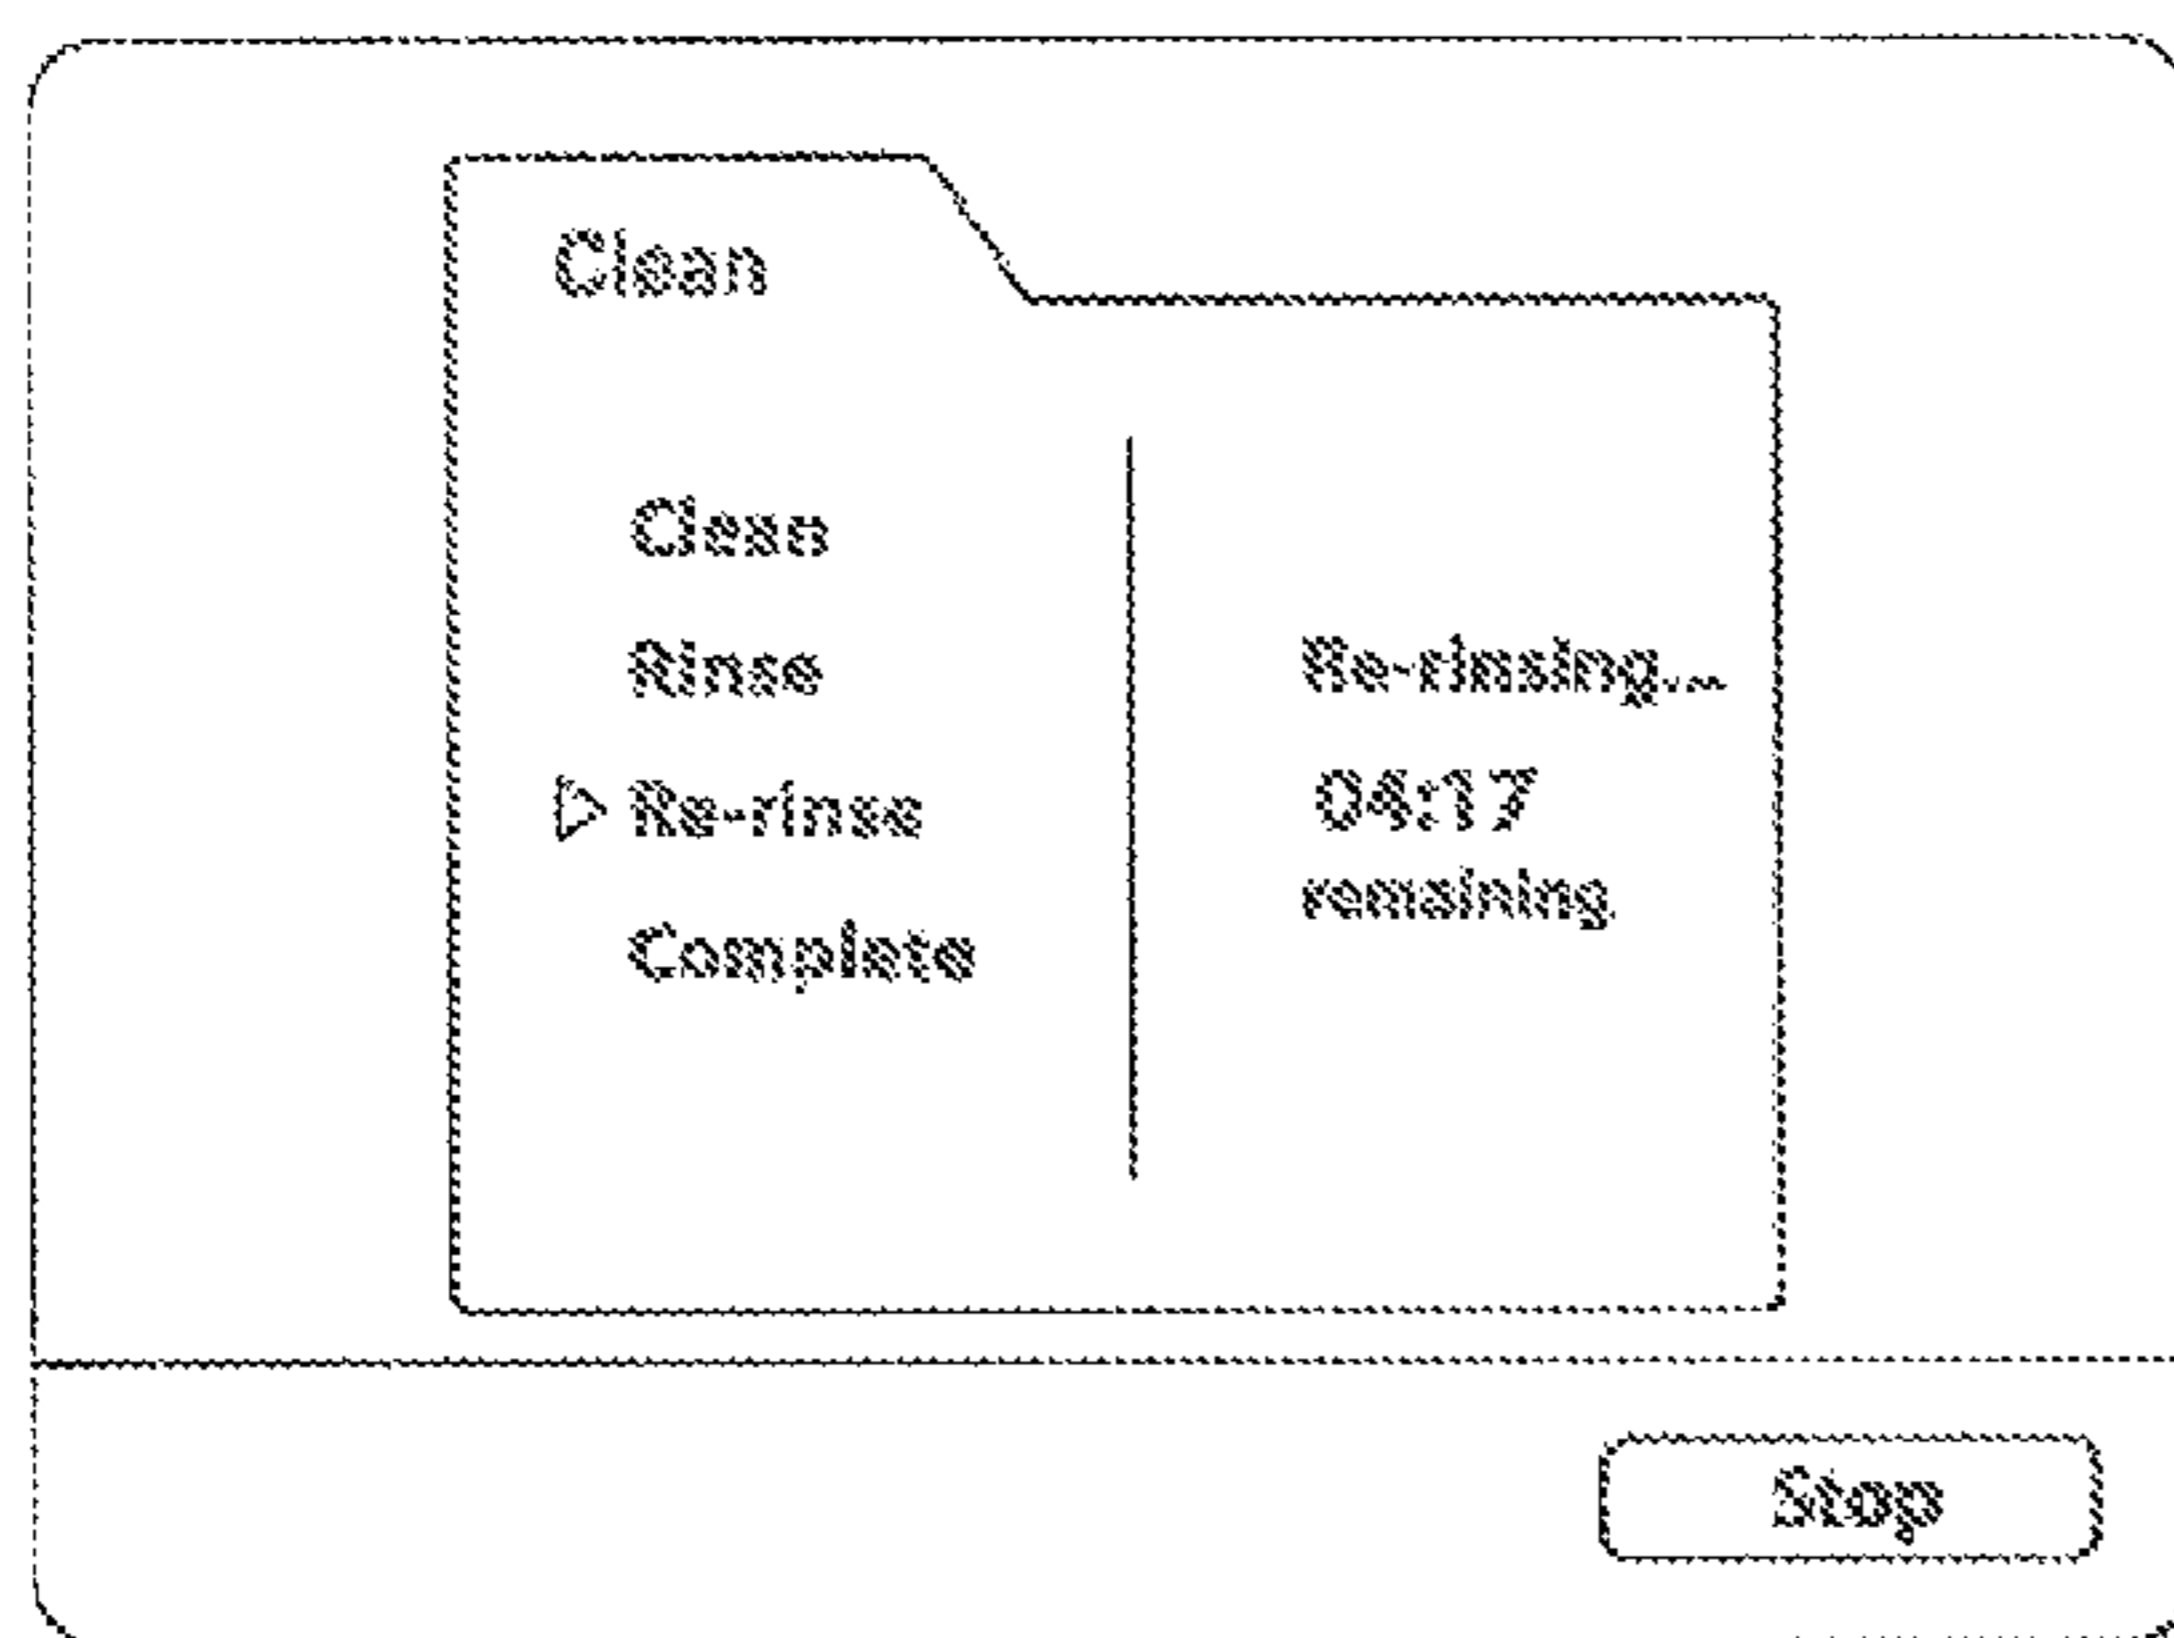 Clean
Clean
Rinse
Re-rinse
Complete
Re-rinsing...
04:17
remaining
Stop